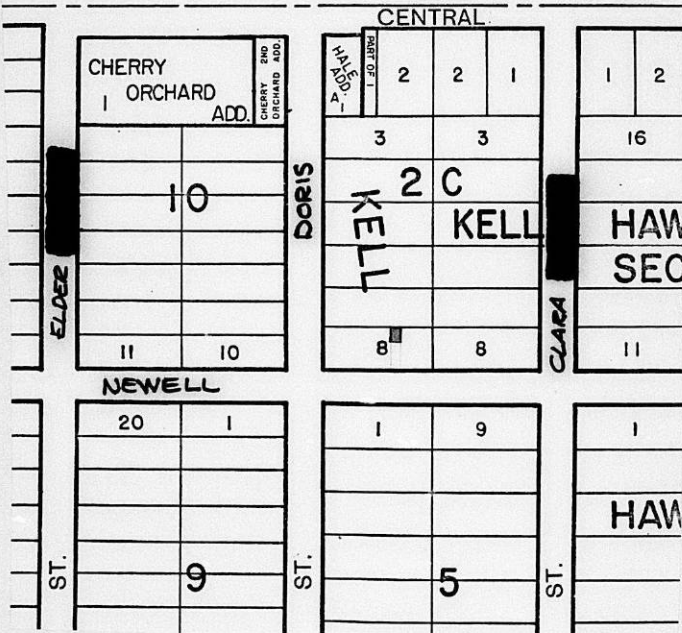 CENTRAL
CHERRY
1 ORCHARD
ADD.
CHERRY 2ND
ORCHARD ADD.
HALE
ADD.
A
1
PART OF 1
2
2
1
1
2
3
3
16
10
DORIS
2 C
KELL
KELL
HAW
SEC
ELDER
CLARA
11
10
8
8
11
NEWELL
20
1
1
9
1
HAW
ST.
9
ST.
5
ST.